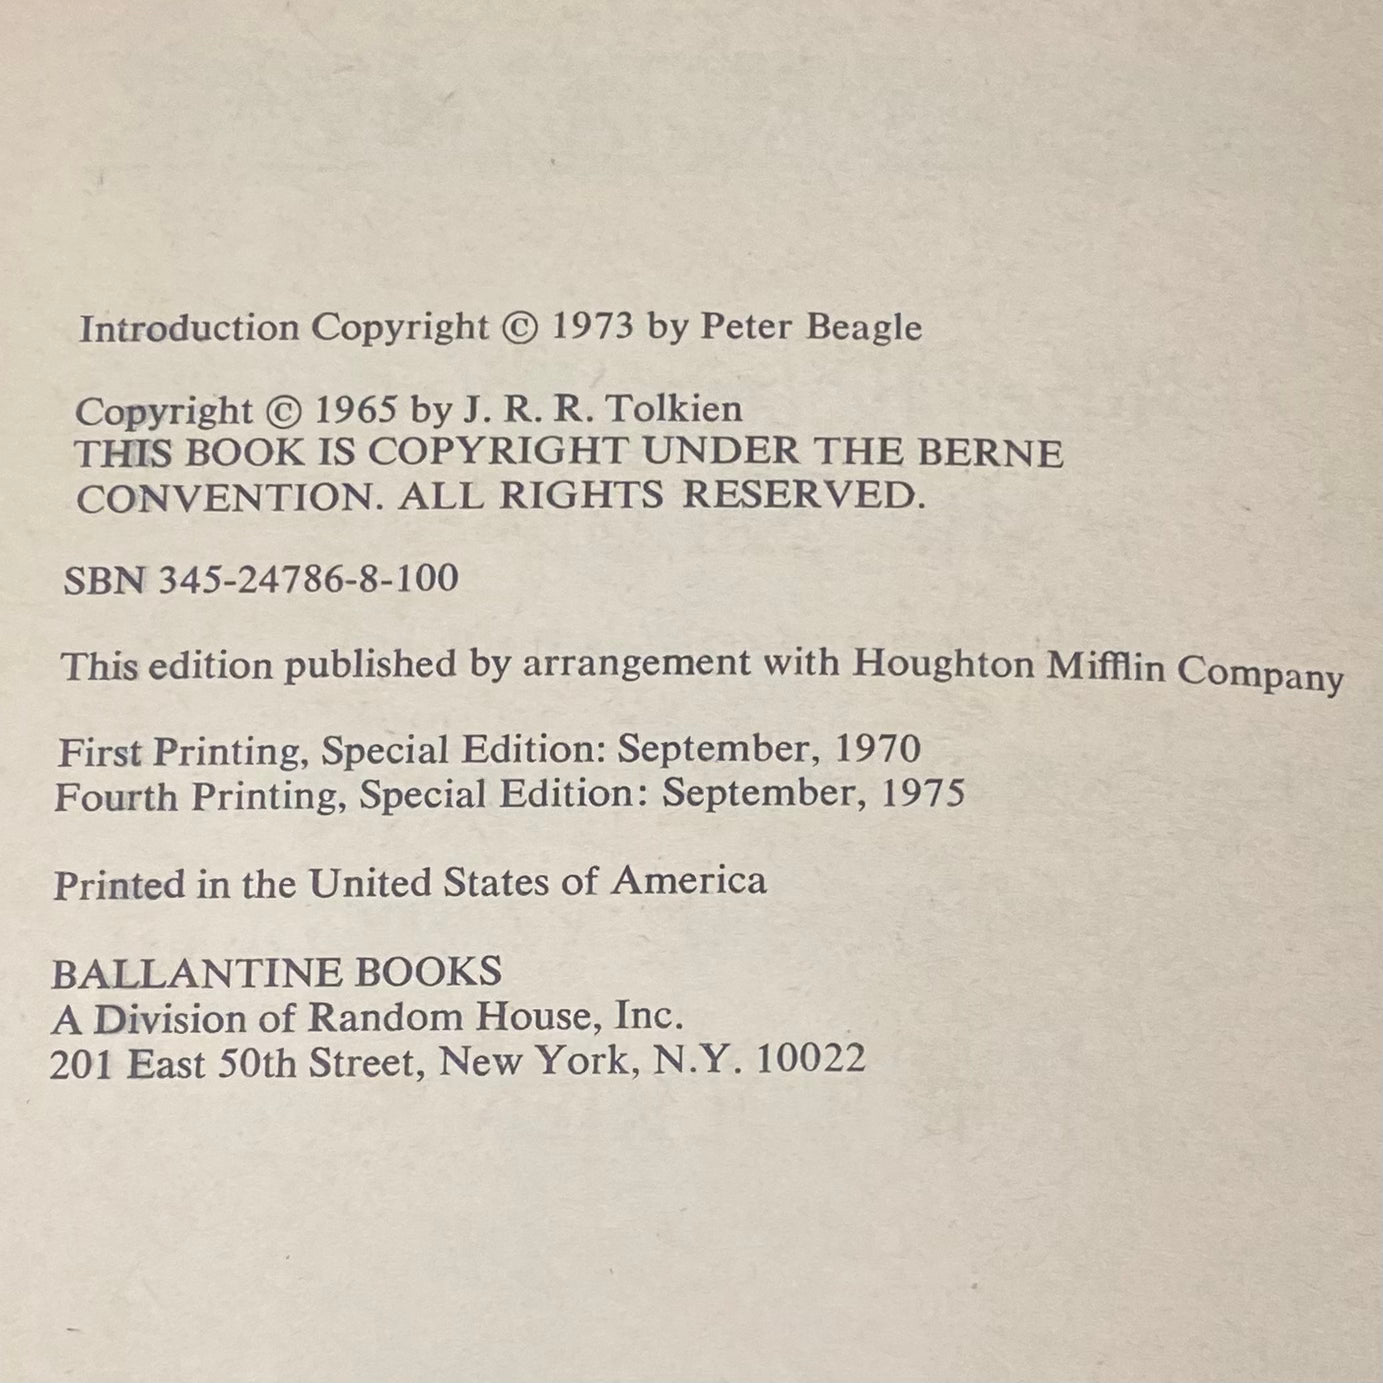 Introduction Copyright © 1973 by Peter Beagle
Copyright © 1965 by J. R. R. Tolkien
THIS BOOK IS COPYRIGHT UNDER THE BERNE
CONVENTION. ALL RIGHTS RESERVED.
SBN 345-24786-8-100
This edition published by arrangement with Houghton Mifflin Company
First Printing, Special Edition: September, 1970
Fourth Printing, Special Edition: September, 1975
Printed in the United States of America
BALLANTINE BOOKS
A Division of Random House, Inc.
201 East 50th Street, New York, N.Y. 10022